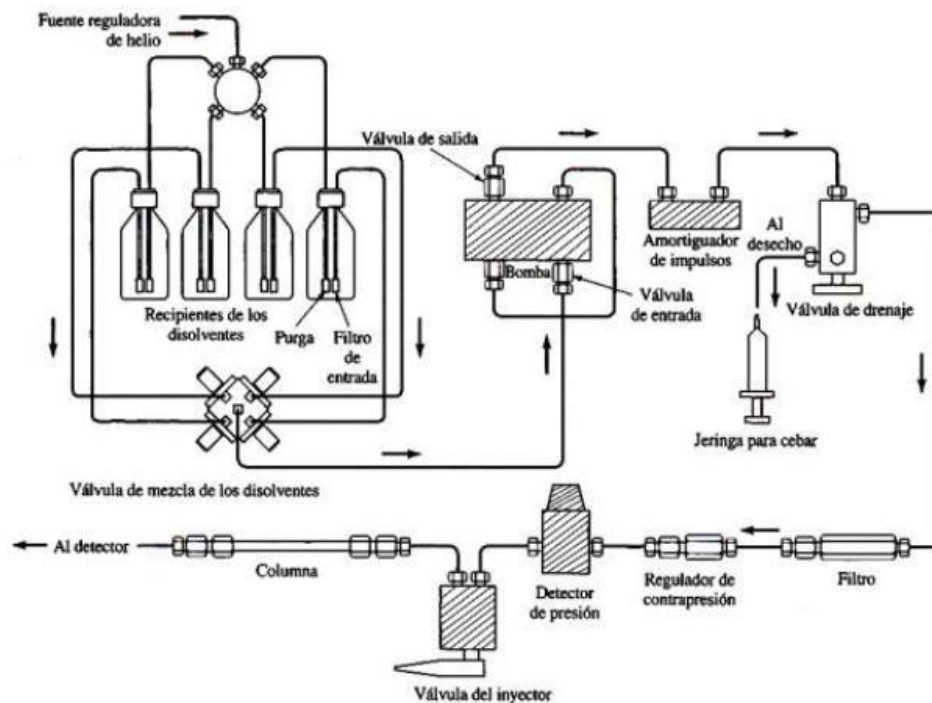 Fuente reguladora
de helio
Válvula de salida
Al
desecho
Amortiguador
de impulsos
Bomba
Válvula
de entrada
Válvula de drenaje
Recipientes de los
disolventes
Purga
Filtro
de
entrada
Jeringa para cebar
Válvula de mezcla de los disolventes
Al detector
Columna
Detector
de presión
Regulador de
contrapresión
Filtro
Válvula del inyector